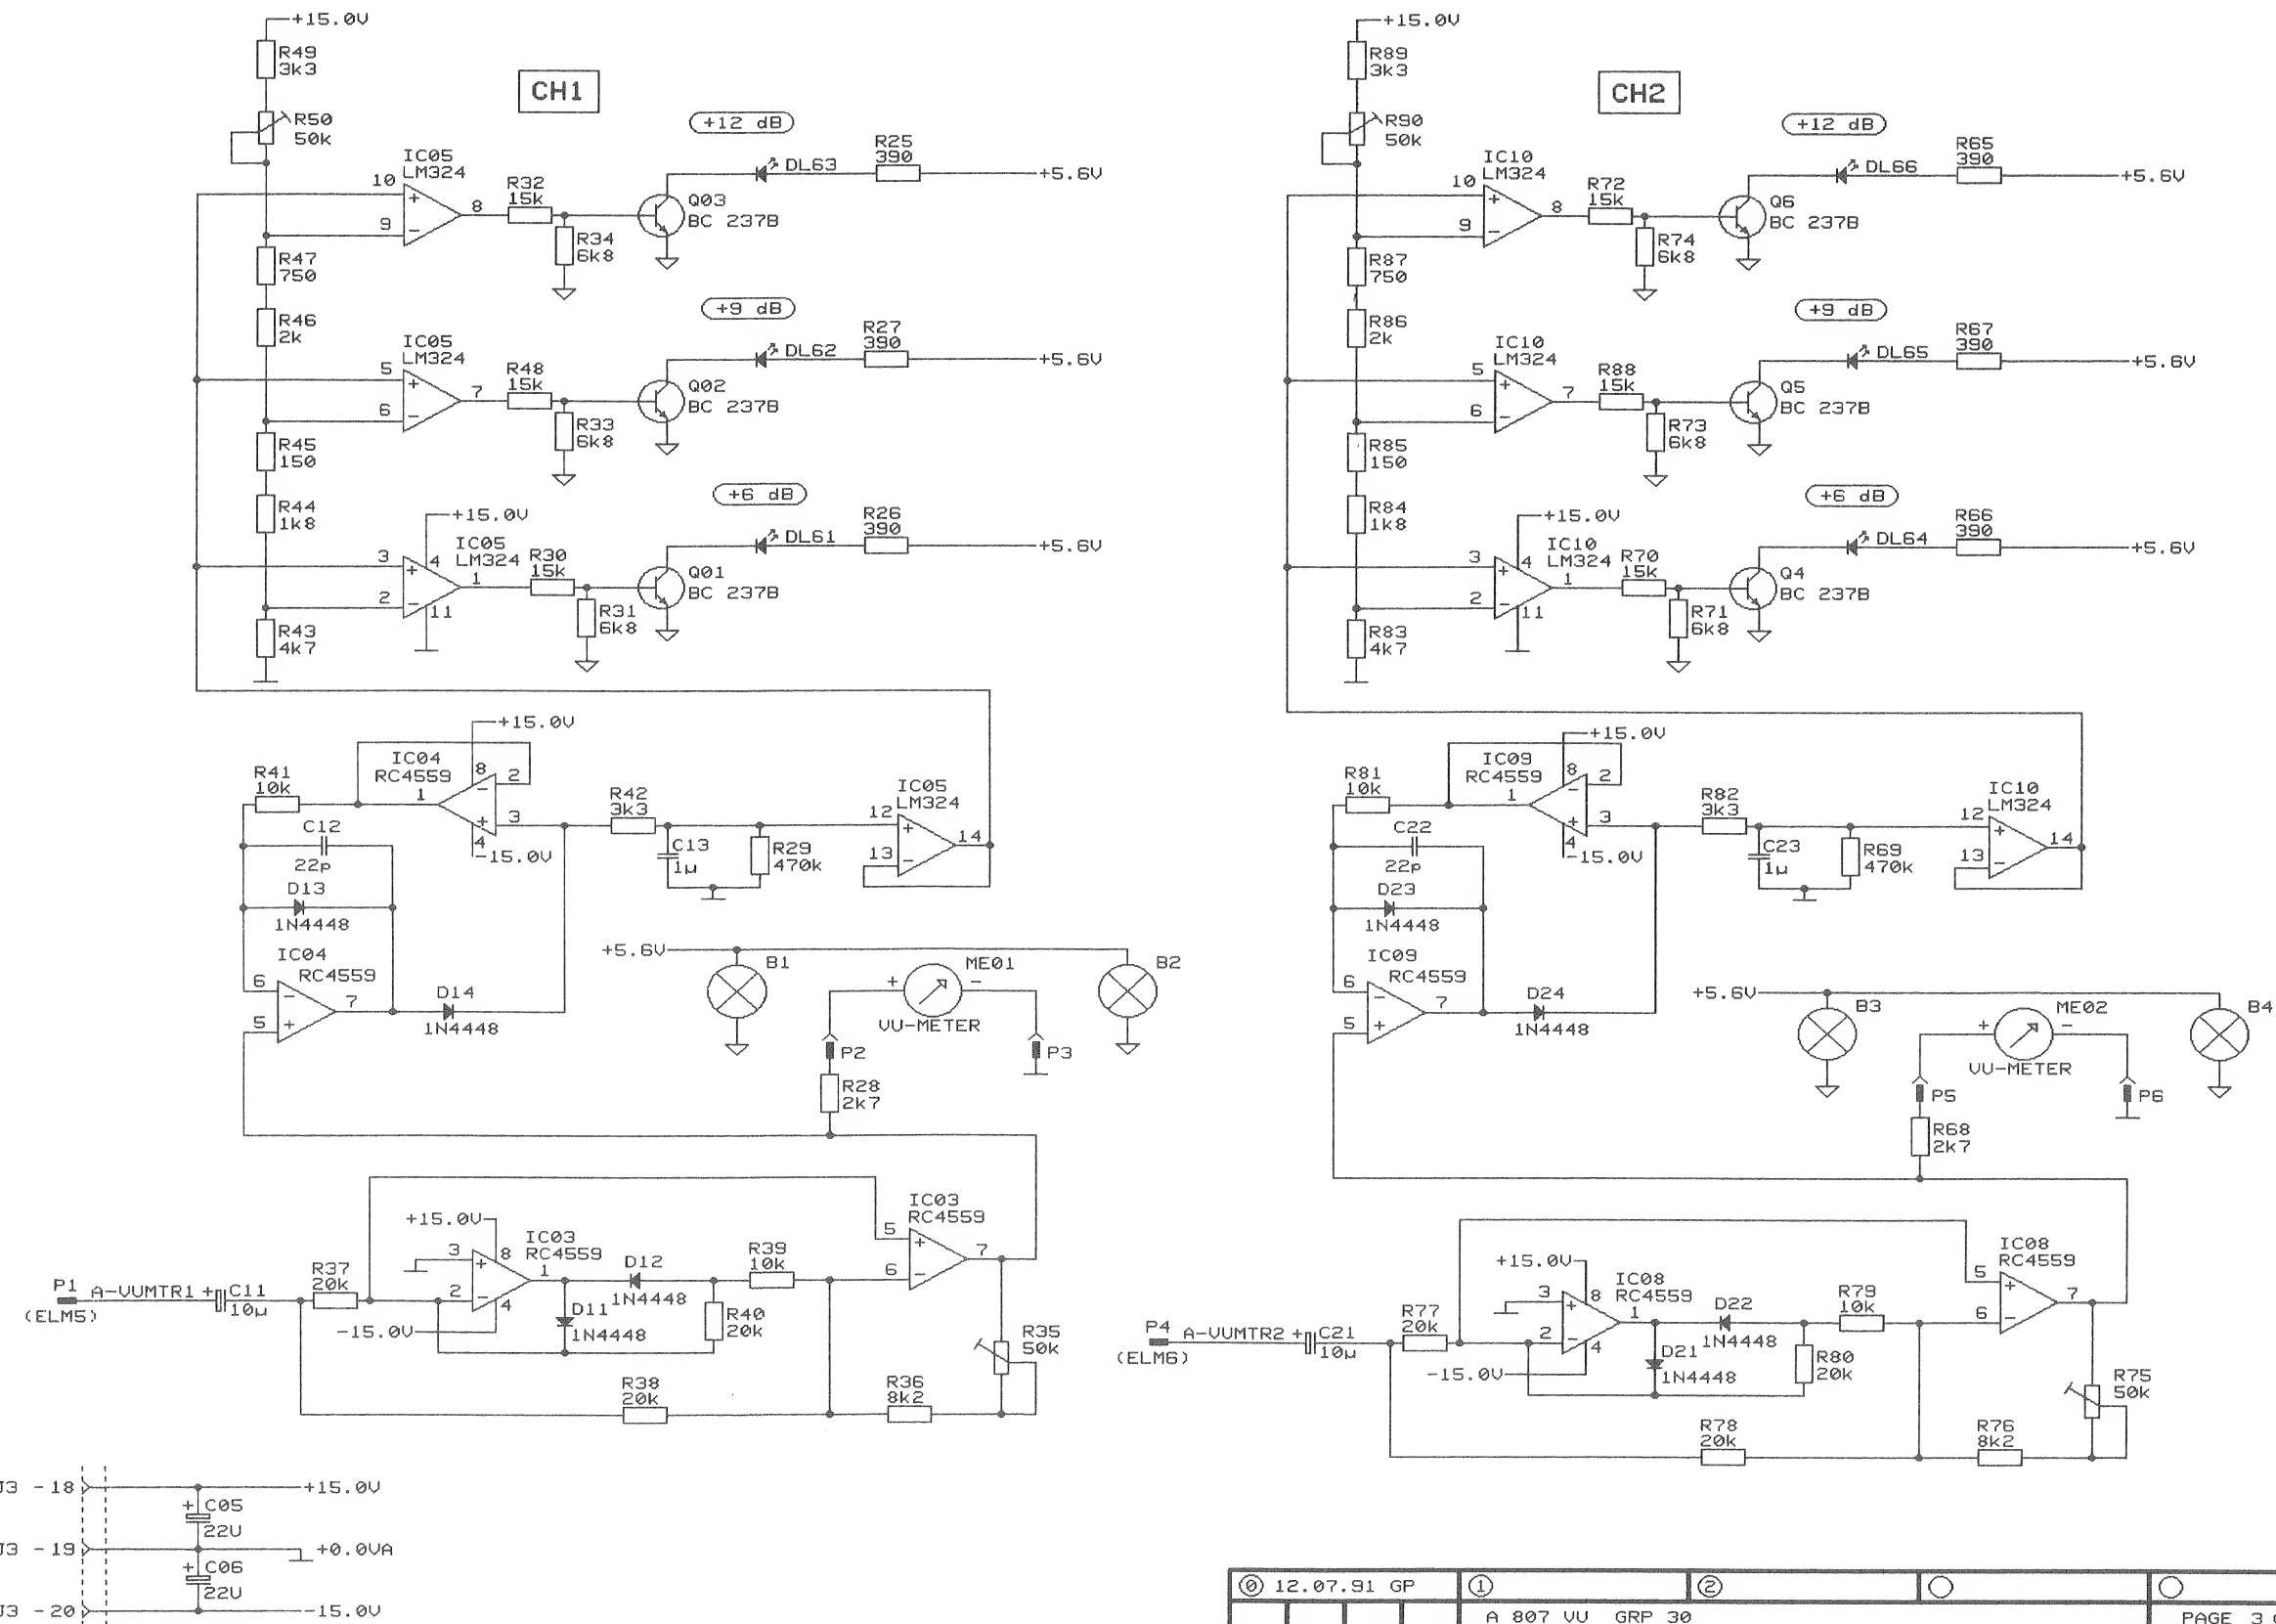 +15.0V
R49
3k3
CH1
R50
50k
+12 dB
IC05
LM324
10
9
8
R32
15k
R34
6k8
Q03
BC 237B
DL63
R25
390
+5.6V
R47
750
R46
2k
+9 dB
IC05
LM324
5
6
7
R48
15k
R33
6k8
Q02
BC 237B
DL62
R27
390
+5.6V
R45
150
R44
1k8
+6 dB
+15.0V
IC05
LM324
3
2
4
11
1
R30
15k
R31
6k8
Q01
BC 237B
DL61
R26
390
+5.6V
R43
4k7
+15.0V
IC04
RC4559
8
2
1
3
4
-15.0V
R41
10k
C12
22p
D13
1N4448
R42
3k3
C13
1µ
R29
470k
IC05
LM324
12
13
14
IC04
RC4559
6
5
7
D14
1N4448
+5.6V
B1
ME01
+
-
VU-METER
B2
P2
P3
R28
2k7
P1
(ELM5)
A-VUMTR1
+
C11
10µ
R37
20k
+15.0V
IC03
RC4559
3
2
8
4
1
-15.0V
D12
1N4448
D11
1N4448
R39
10k
R40
20k
IC03
RC4559
5
6
7
R35
50k
R38
20k
R36
8k2
+15.0V
R89
3k3
CH2
R90
50k
+12 dB
IC10
LM324
10
9
8
R72
15k
R74
6k8
Q6
BC 237B
DL66
R65
390
+5.6V
R87
750
R86
2k
+9 dB
IC10
LM324
5
6
7
R88
15k
R73
6k8
Q5
BC 237B
DL65
R67
390
+5.6V
R85
150
R84
1k8
+6 dB
+15.0V
IC10
LM324
3
2
4
11
1
R70
15k
R71
6k8
Q4
BC 237B
DL64
R66
390
+5.6V
R83
4k7
+15.0V
IC09
RC4559
8
2
1
3
4
-15.0V
R81
10k
C22
22p
D23
1N4448
R82
3k3
C23
1µ
R69
470k
IC10
LM324
12
13
14
IC09
RC4559
6
5
7
D24
1N4448
+5.6V
B3
ME02
+
-
VU-METER
B4
P5
P6
R68
2k7
P4
(ELM6)
A-VUMTR2
+
C21
10µ
R77
20k
+15.0V
IC08
RC4559
3
2
8
4
1
-15.0V
D22
1N4448
D21
1N4448
R79
10k
R80
20k
IC08
RC4559
5
6
7
R75
50k
R78
20k
R76
8k2
J3 -18
+15.0V
+
C05
22U
J3 -19
+0.0VA
+
C06
22U
J3 -20
-15.0V
0 12.07.91 GP
1
2
A 807 VU GRP 30
PAGE 3